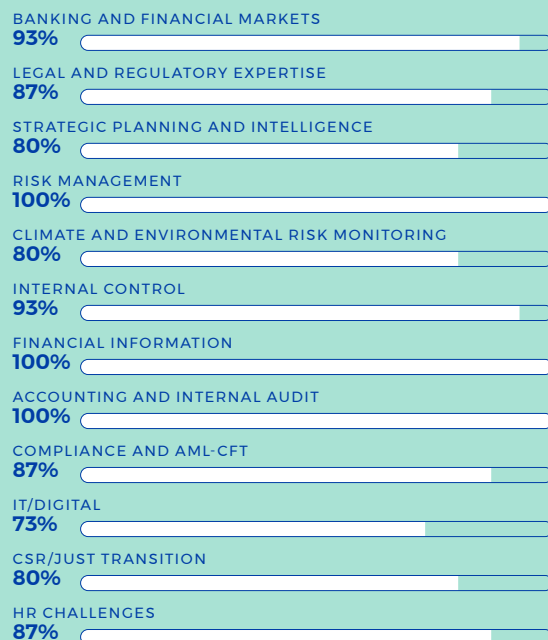 BANKING AND FINANCIAL MARKETS
93%
LEGAL AND REGULATORY EXPERTISE
87%
STRATEGIC PLANNING AND INTELLIGENCE
80%
RISK MANAGEMENT
100%
CLIMATE AND ENVIRONMENTAL RISK MONITORING
80%
INTERNAL CONTROL
93%
FINANCIAL INFORMATION
100%
ACCOUNTING AND INTERNAL AUDIT
100%
COMPLIANCE AND AML-CFT
87%
IT/DIGITAL
73%
CSR/JUST TRANSITION
80%
HR CHALLENGES
87%